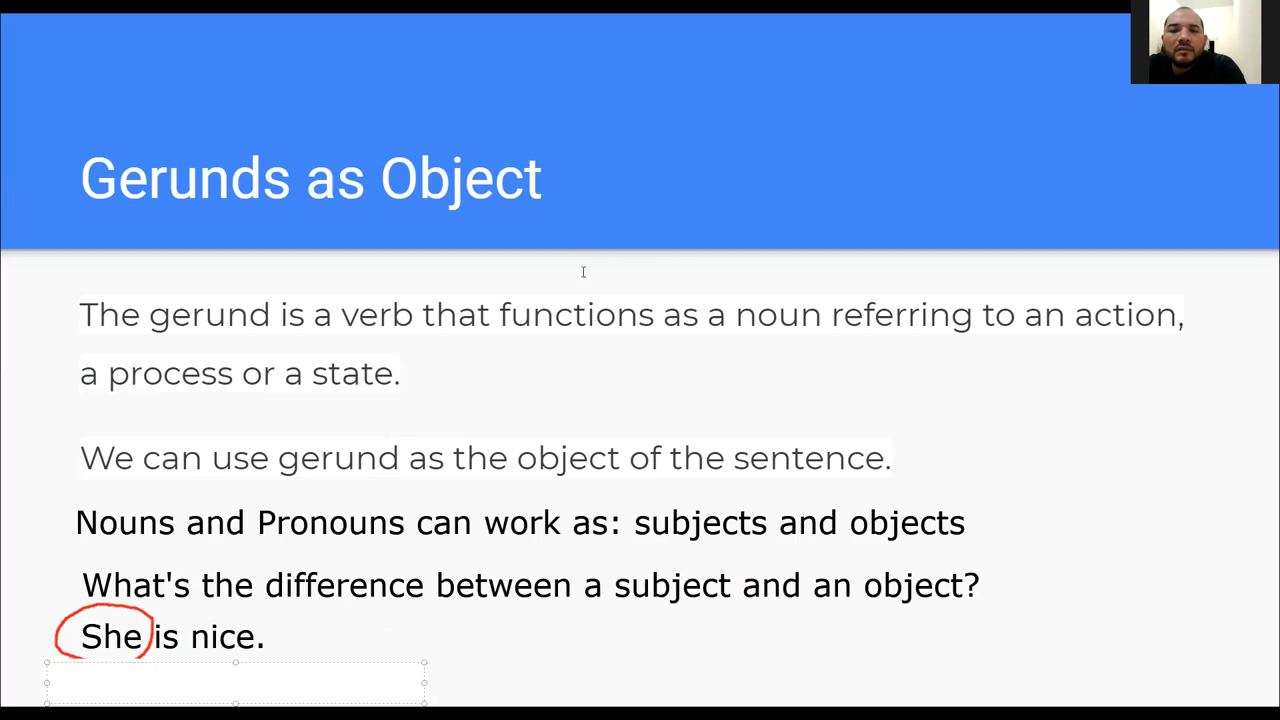 Gerunds as Object
The gerund is a verb that functions as a noun referring to an action,
a process or a state.
We can use gerund as the object of the sentence.
Nouns and Pronouns can work as: subjects and objects
What's the difference between a subject and an object?
She is nice.